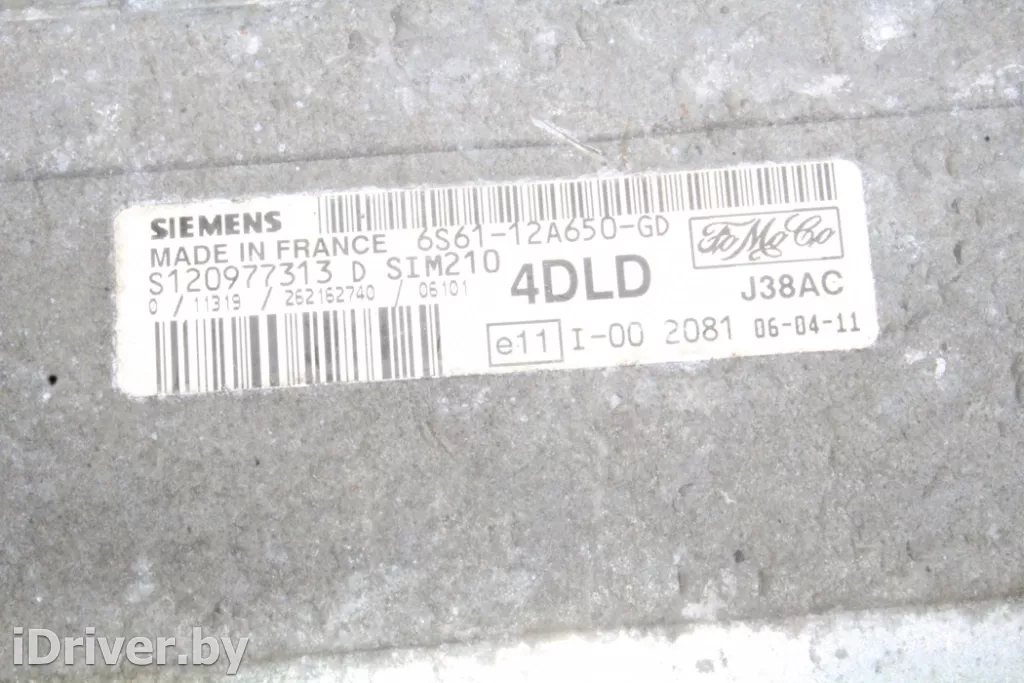 SIEMENS
MADE IN FRANCE 6S61-12A650-GD
FoMoCo
S120977313 D SIM210
4DLD
J38AC
0 / 11319 / 262162740 / 06101
e11 I-00 2081 06-04-11
iDriver.by